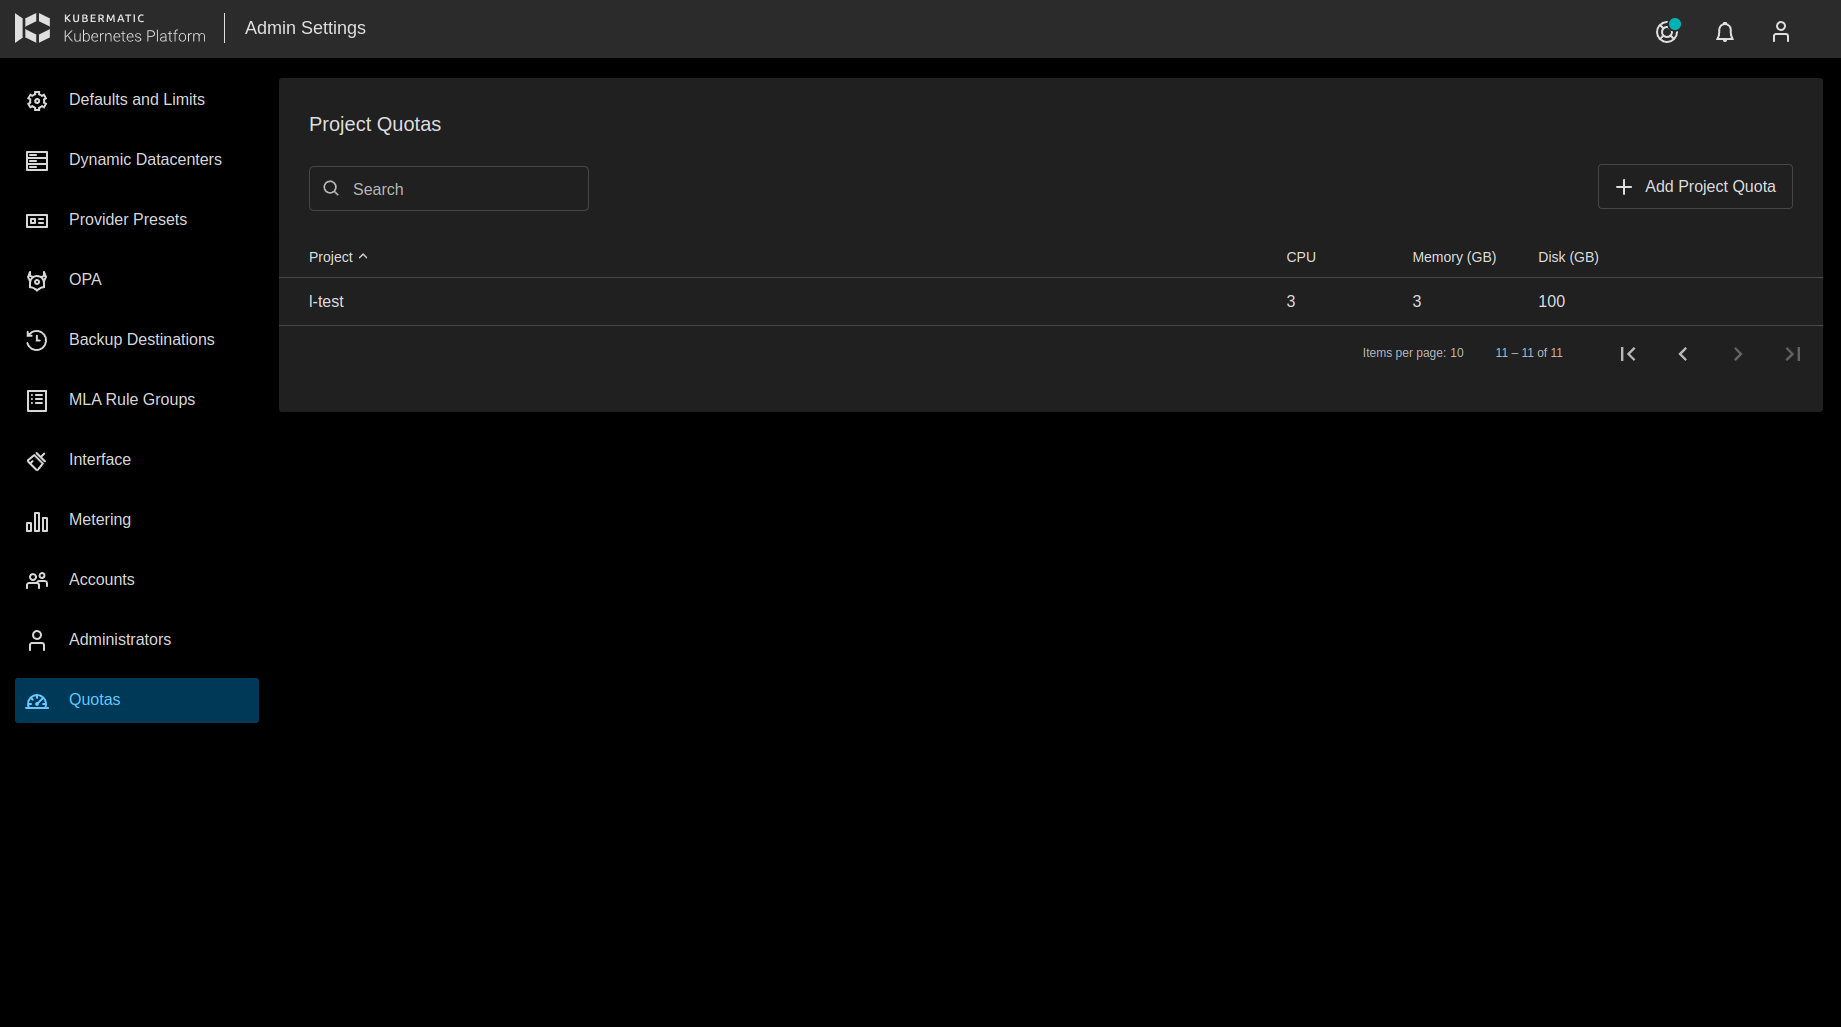 KUBERMATIC
Kubernetes Platform
Admin Settings
Defaults and Limits
Dynamic Datacenters
Provider Presets
OPA
Backup Destinations
MLA Rule Groups
Interface
Metering
Accounts
Administrators
Quotas
Project Quotas
Search
Add Project Quota
Project CPU Memory (GB) Disk (GB)
l-test 3 3 100
Items per page: 10 11 – 11 of 11